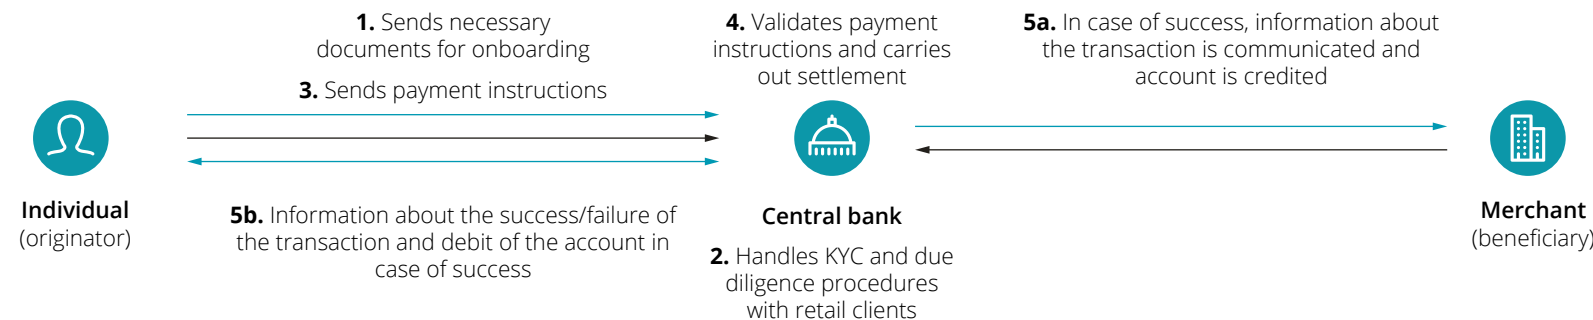 1. Sends necessary
documents for onboarding
3. Sends payment instructions
4. Validates payment
instructions and carries
out settlement
5a. In case of success, information about
the transaction is communicated and
account is credited
Individual
(originator)
5b. Information about the success/failure of
the transaction and debit of the account in
case of success
Central bank
2. Handles KYC and due
diligence procedures
with retail clients
Merchant
(beneficiary)